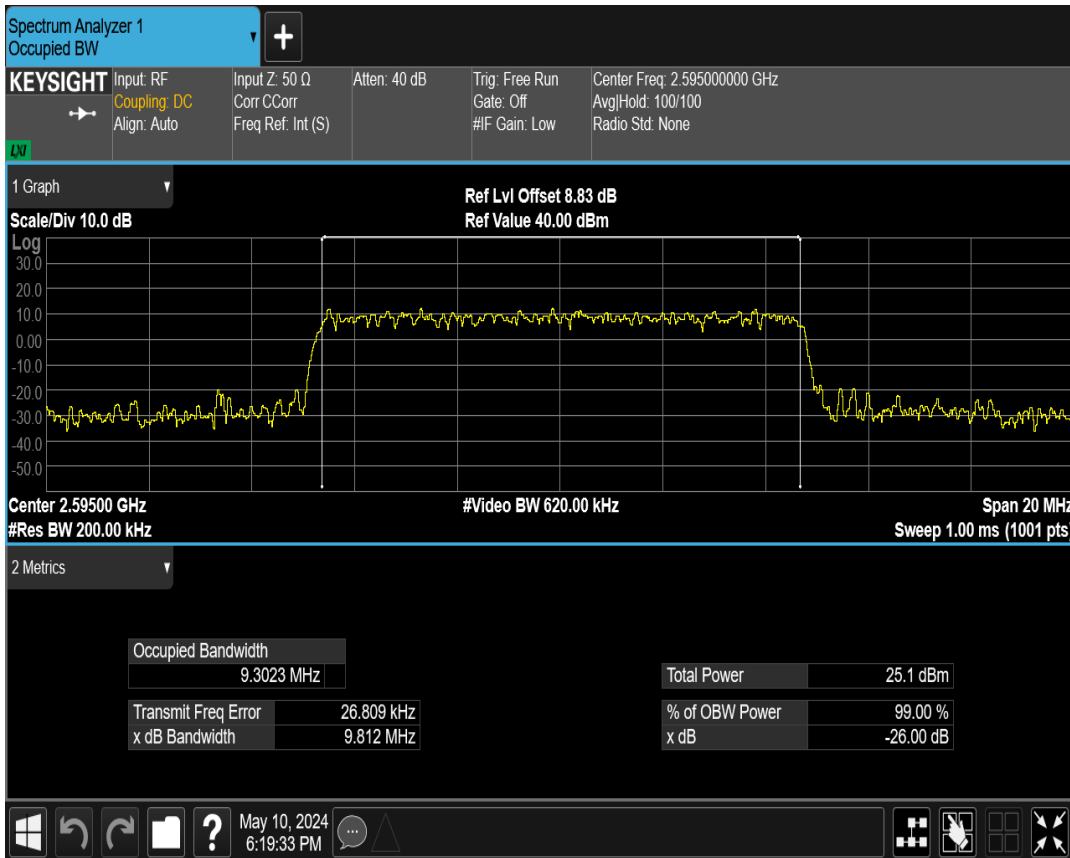 Spectrum Analyzer 1
Occupied BW
KEYSIGHT
LXI
Input: RF
Coupling: DC
Align: Auto
Input Z: 50 Ω
Corr CCorr
Freq Ref: Int (S)
Atten: 40 dB
Trig: Free Run
Gate: Off
#IF Gain: Low
Center Freq: 2.595000000 GHz
Avg|Hold: 100/100
Radio Std: None
1 Graph
Scale/Div 10.0 dB
Ref Lvl Offset 8.83 dB
Ref Value 40.00 dBm
Log
30.0
20.0
10.0
0.00
-10.0
-20.0
-30.0
-40.0
-50.0
Center 2.59500 GHz
#Video BW 620.00 kHz
Span 20 MHz
#Res BW 200.00 kHz
Sweep 1.00 ms (1001 pts)
2 Metrics
Occupied Bandwidth
9.3023 MHz
Total Power 25.1 dBm
Transmit Freq Error 26.809 kHz
% of OBW Power 99.00 %
x dB Bandwidth 9.812 MHz
x dB -26.00 dB
?
May 10, 2024
6:19:33 PM